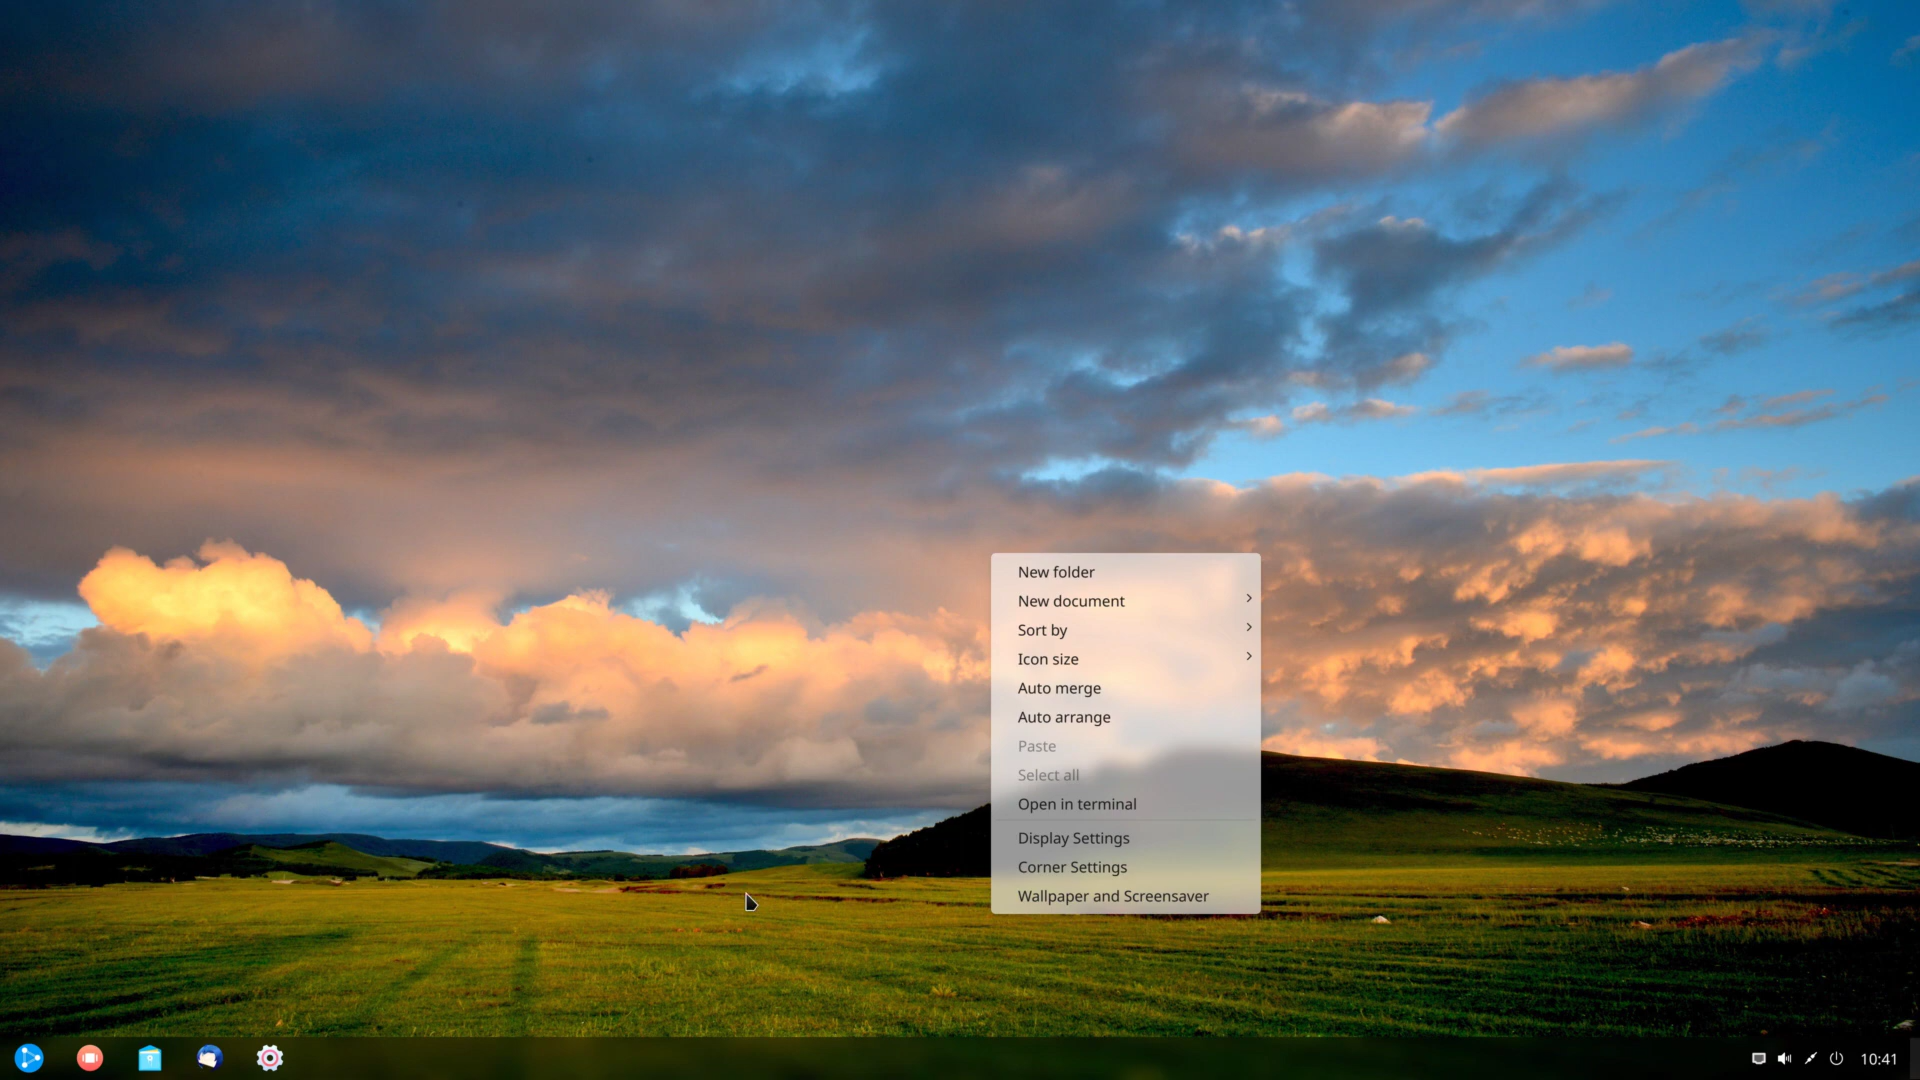 New folder
New document
Sort by
Icon size
Auto merge
Auto arrange
Paste
Select all
Open in terminal
Display Settings
Corner Settings
Wallpaper and Screensaver
10:41